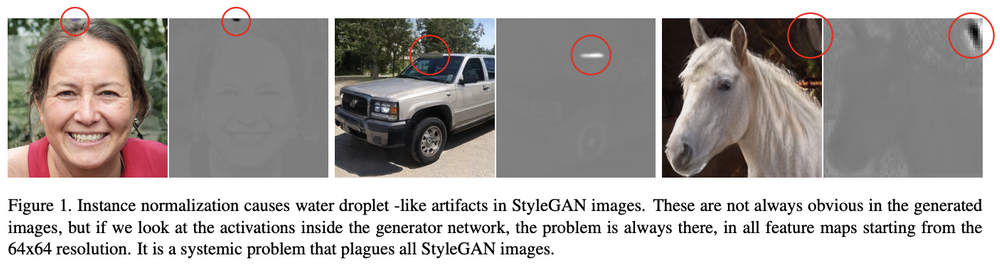 Figure 1. Instance normalization causes water droplet -like artifacts in StyleGAN images. These are not always obvious in the generated
images, but if we look at the activations inside the generator network, the problem is always there, in all feature maps starting from the
64x64 resolution. It is a systemic problem that plagues all StyleGAN images.